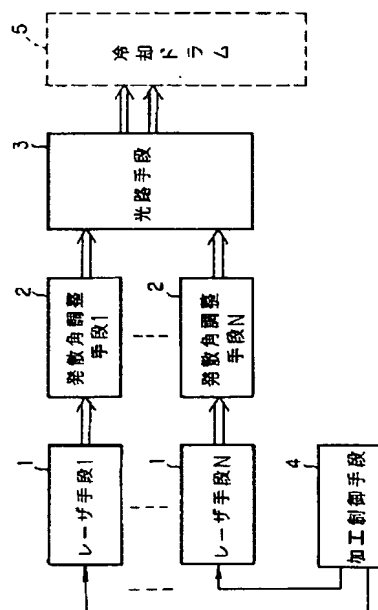 1
レーザ手段1
2
発散角調整
手段1
3
光路手段
5
冷却ドラム
1
レーザ手段N
2
発散角調整
手段N
4
加工制御手段